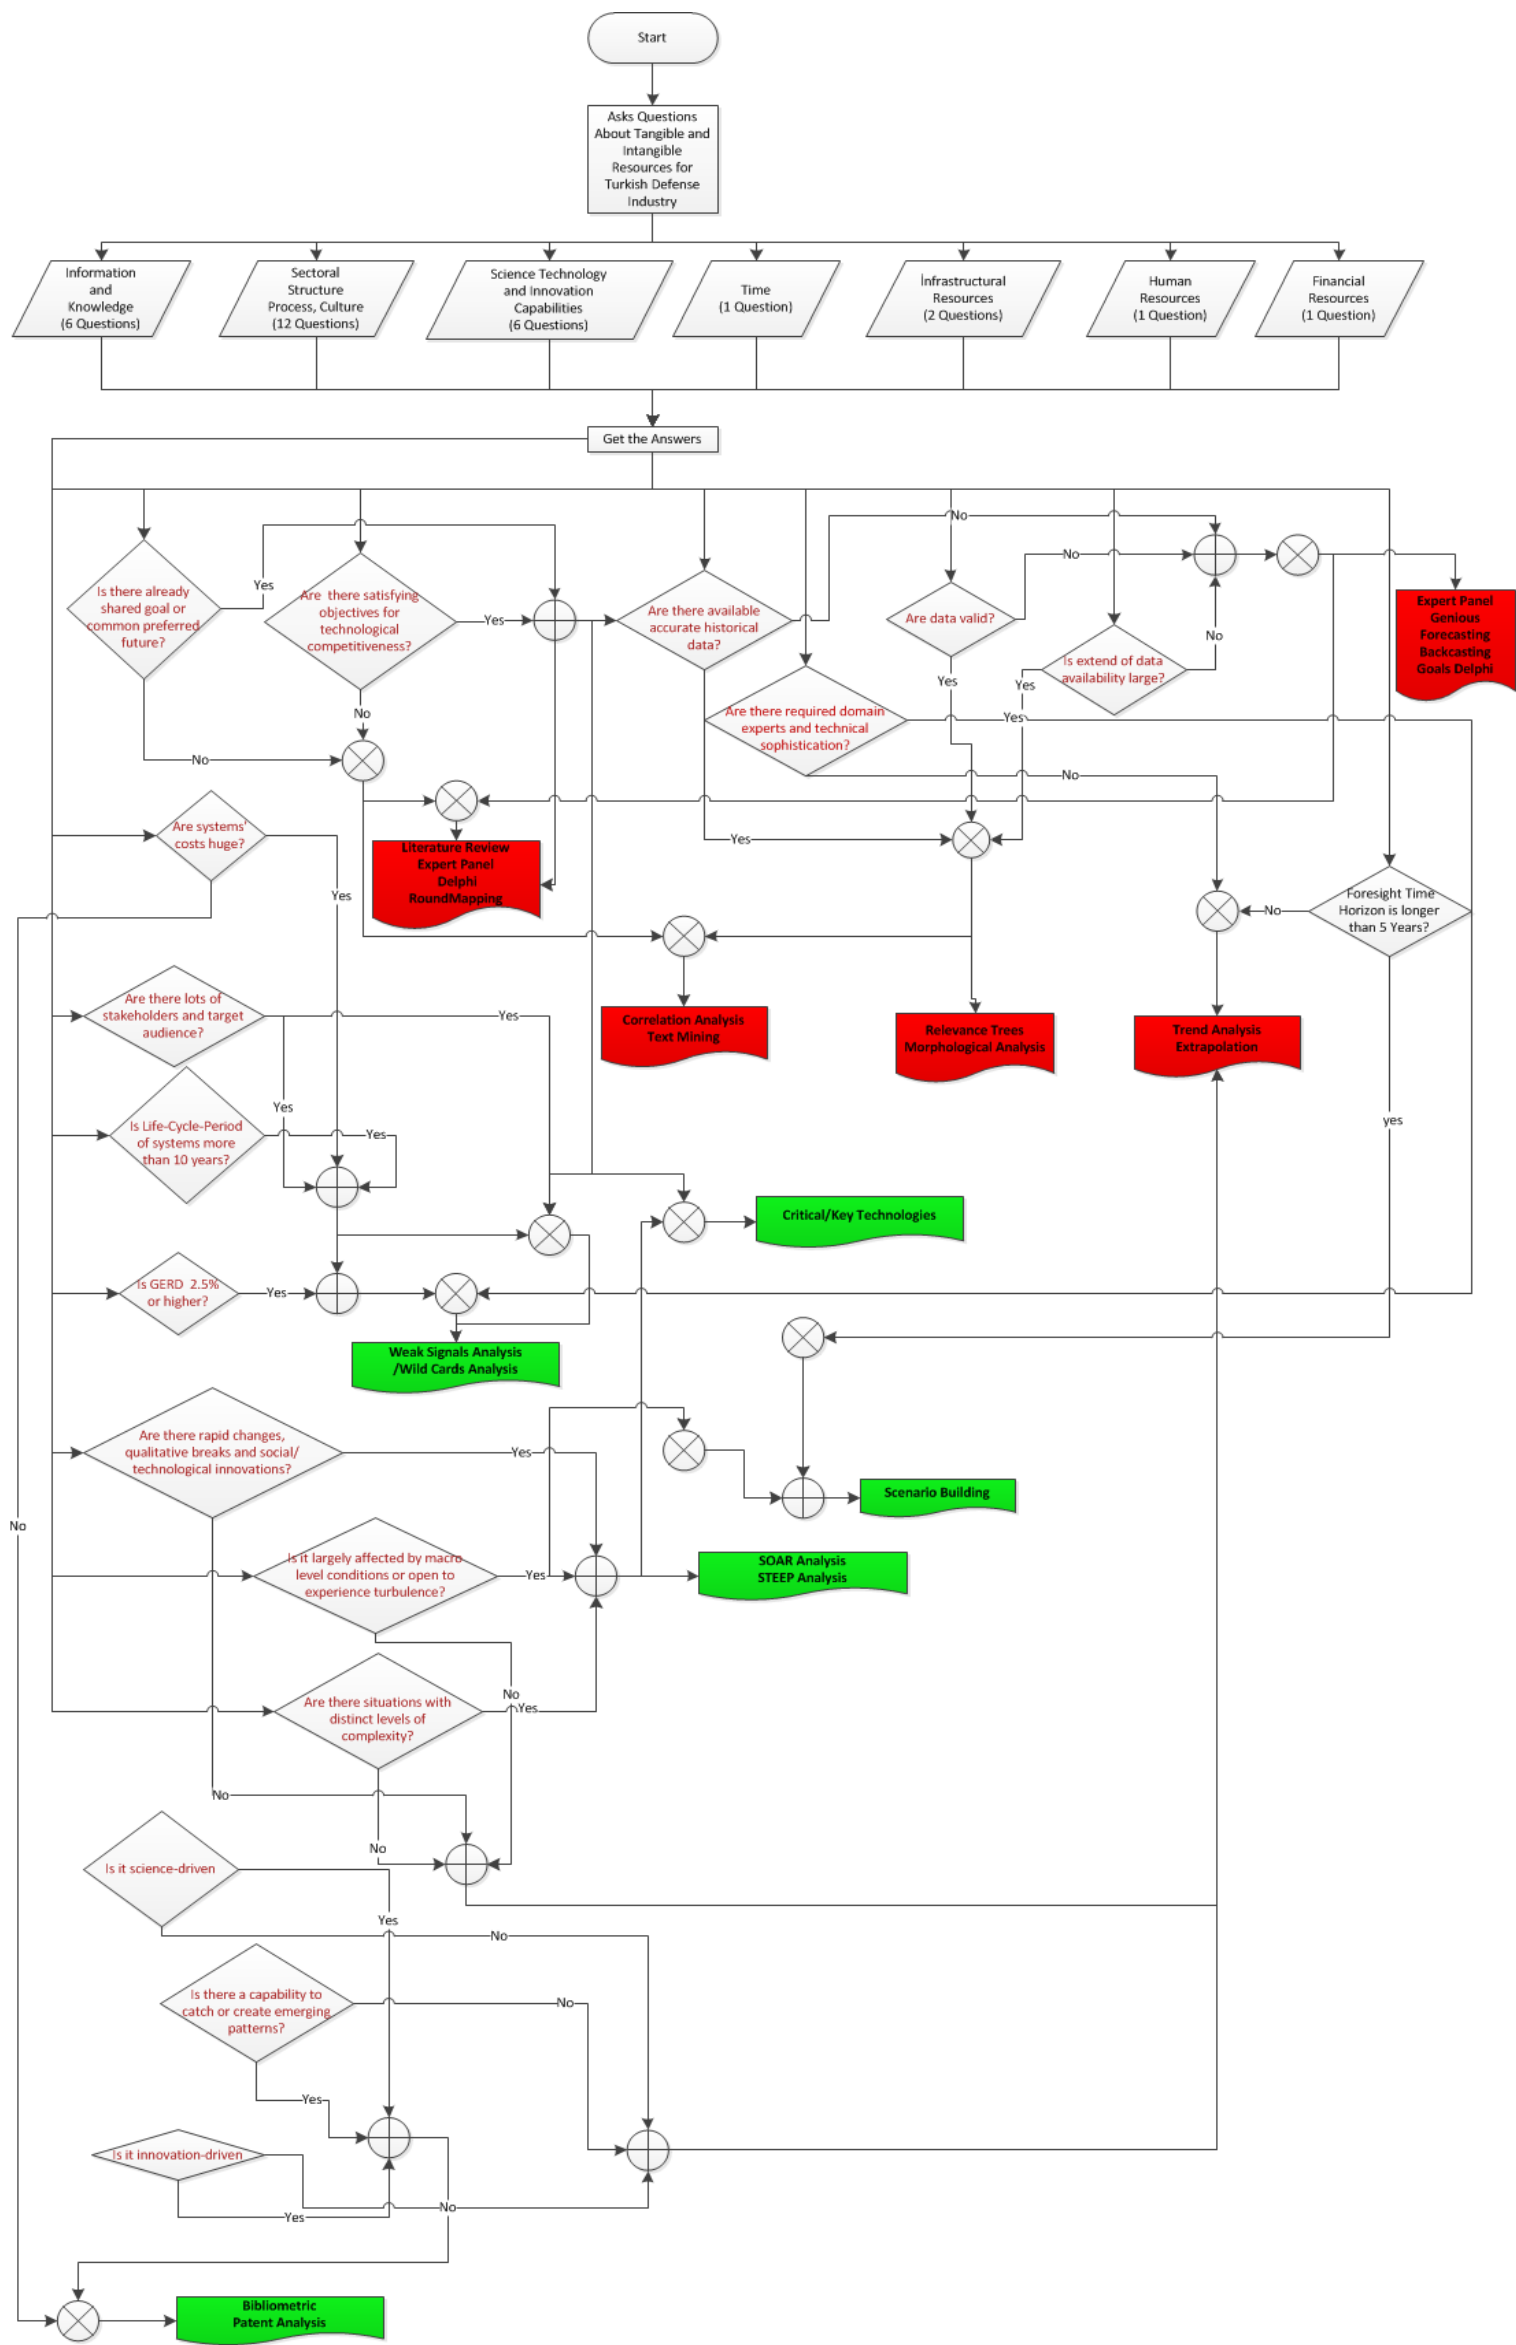 Start
Asks Questions
About Tangible and
Intangible
Resources for
Turkish Defense
Industry
Information
and
Knowledge
(6 Questions)
Sectoral
Structure
Process, Culture
(12 Questions)
Science Technology
and Innovation
Capabilities
(6 Questions)
Time
(1 Question)
İnfrastructural
Resources
(2 Questions)
Human
Resources
(1 Question)
Financial
Resources
(1 Question)
Get the Answers
Is there already
shared goal or
common preferred
future?
Yes
No
Are  there satisfying
objectives for
technological
competitiveness?
Yes
No
Are there available
accurate historical
data?
No
Yes
Are data valid?
No
Yes
Is extend of data
availability large?
No
Yes
Expert Panel
Genious
Forecasting
Backcasting
Goals Delphi
Are there required domain
experts and technical
sophistication?
Yes
No
Are systems'
costs huge?
Yes
No
Literature Review
Expert Panel
Delphi
RoundMapping
Foresight Time
Horizon is longer
than 5 Years?
No
yes
Are there lots of
stakeholders and target
audience?
Yes
Yes
Correlation Analysis
Text Mining
Relevance Trees
Morphological Analysis
Trend Analysis
Extrapolation
Is Life-Cycle-Period
of systems more
than 10 years?
Yes
Critical/Key Technologies
Is GERD  2.5%
or higher?
Yes
Weak Signals Analysis
/Wild Cards Analysis
Are there rapid changes,
qualitative breaks and social/
technological innovations?
Yes
No
Scenario Building
Is it largely affected by macro
level conditions or open to
experience turbulence?
Yes
No
SOAR Analysis
STEEP Analysis
Are there situations with
distinct levels of
complexity?
Yes
No
Is it science-driven
Yes
No
Is there a capability to
catch or create emerging
patterns?
No
Yes
Is it innovation-driven
No
Yes
Bibliometric
Patent Analysis